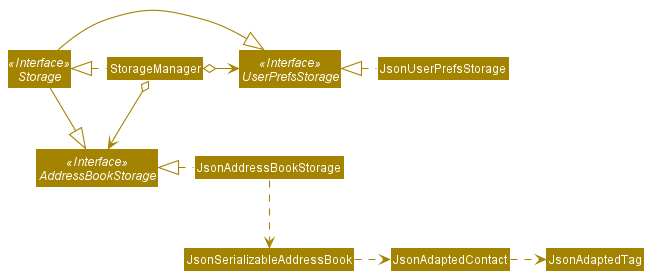 «Interface»
Storage
StorageManager
«Interface»
UserPrefsStorage
JsonUserPrefsStorage
«Interface»
AddressBookStorage
JsonAddressBookStorage
JsonSerializableAddressBook
JsonAdaptedContact
JsonAdaptedTag